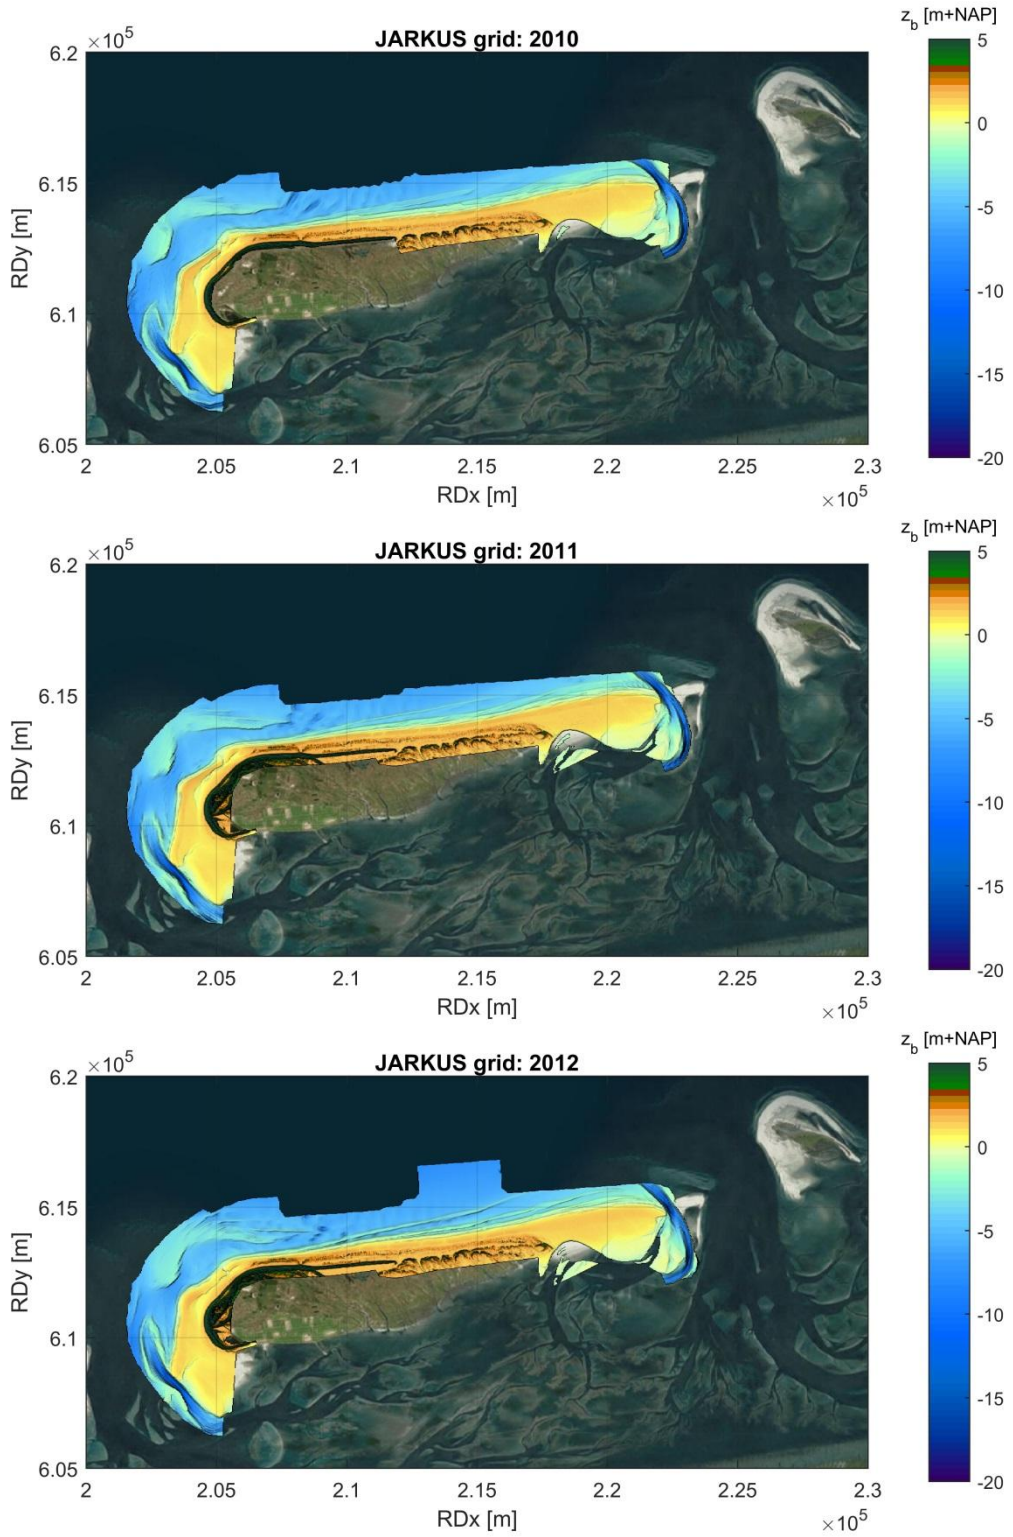 z_b [m+NAP]
×10^5
JARKUS grid: 2010
6.2
6.15
6.1
6.05
RDy [m]
2 2.05 2.1 2.15 2.2 2.25 2.3
RDx [m]
×10^5
5
0
-5
-10
-15
-20
z_b [m+NAP]
×10^5
JARKUS grid: 2011
6.2
6.15
6.1
6.05
RDy [m]
2 2.05 2.1 2.15 2.2 2.25 2.3
RDx [m]
×10^5
5
0
-5
-10
-15
-20
z_b [m+NAP]
×10^5
JARKUS grid: 2012
6.2
6.15
6.1
6.05
RDy [m]
2 2.05 2.1 2.15 2.2 2.25 2.3
RDx [m]
×10^5
5
0
-5
-10
-15
-20